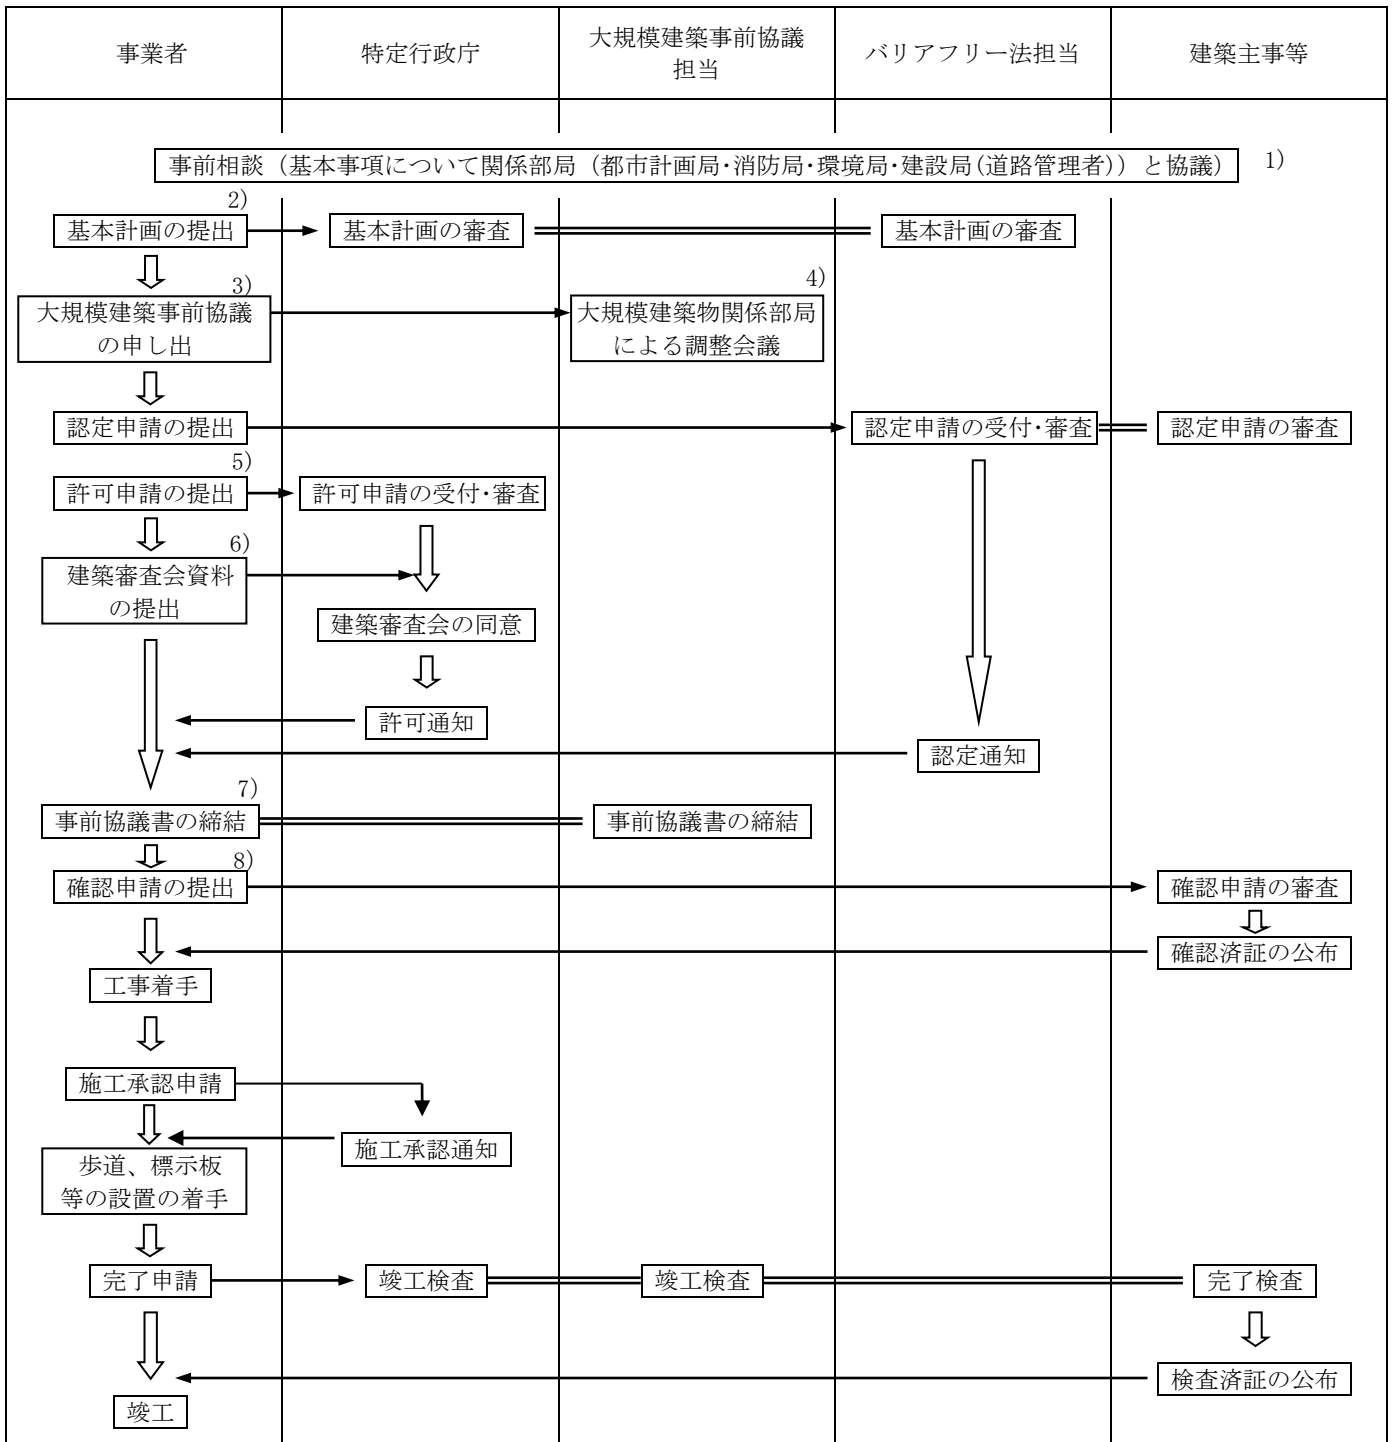 事業者
特定行政庁
大規模建築事前協議
担当
バリアフリー法担当
建築主事等
事前相談（基本事項について関係部局（都市計画局・消防局・環境局・建設局(道路管理者)）と協議）
1)
2)
基本計画の提出
基本計画の審査
基本計画の審査
3)
4)
大規模建築事前協議
の申し出
大規模建築物関係部局
による調整会議
認定申請の提出
認定申請の受付・審査
認定申請の審査
5)
許可申請の提出
許可申請の受付・審査
6)
建築審査会資料
の提出
建築審査会の同意
許可通知
認定通知
7)
事前協議書の締結
事前協議書の締結
8)
確認申請の提出
確認申請の審査
確認済証の公布
工事着手
施工承認申請
施工承認通知
歩道、標示板
等の設置の着手
完了申請
竣工検査
竣工検査
完了検査
検査済証の公布
竣工